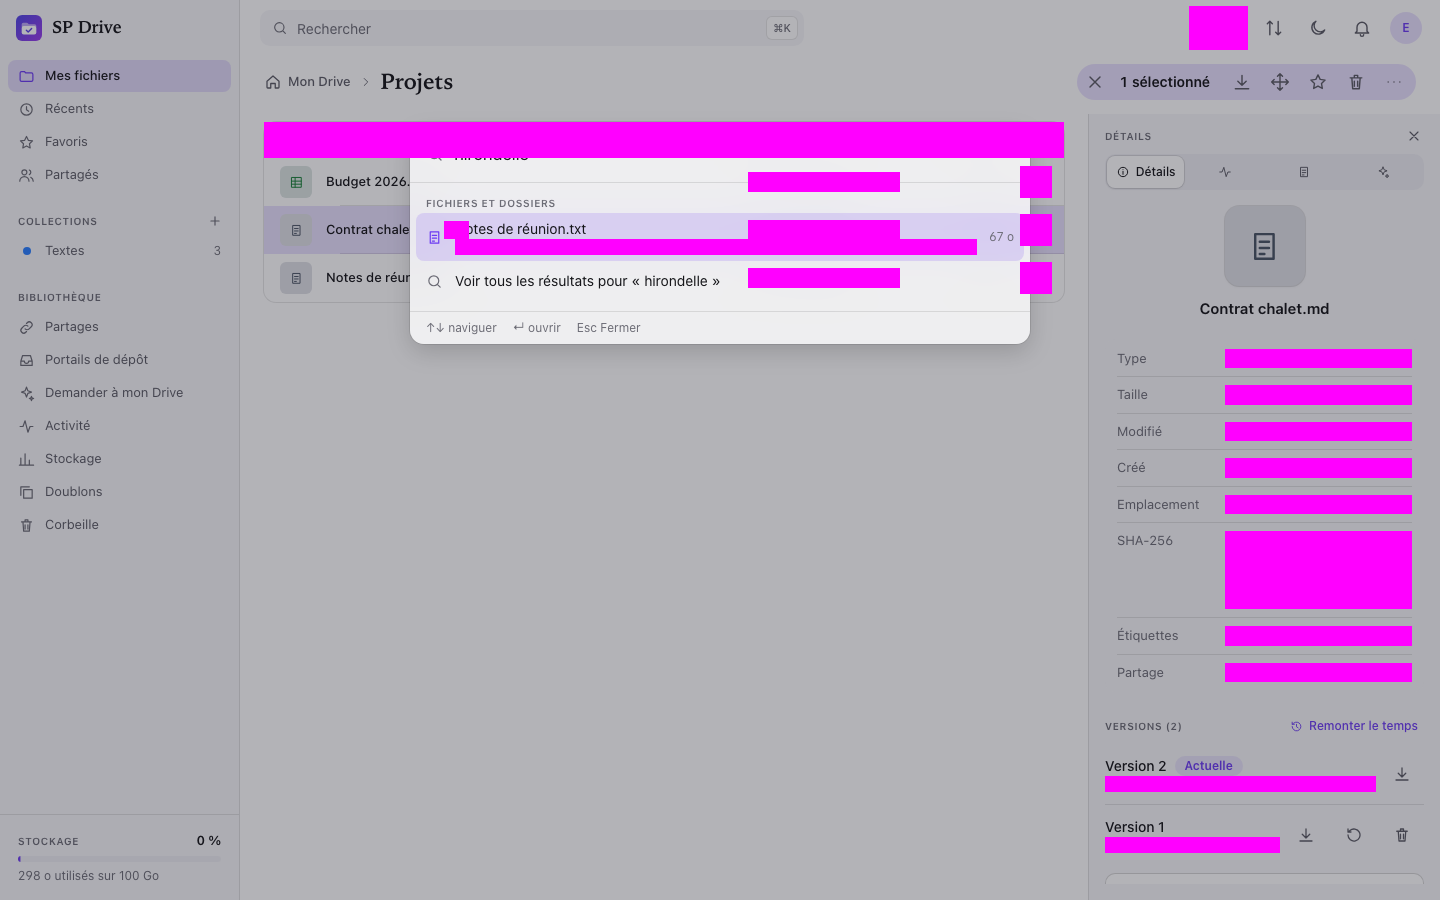 SP Drive
Rechercher
⌘K
E
Mes fichiers
Récents
Favoris
Partagés
COLLECTIONS
Textes 3
BIBLIOTHÈQUE
Partages
Portails de dépôt
Demander à mon Drive
Activité
Stockage
Doublons
Corbeille
STOCKAGE 0 %
298 o utilisés sur 100 Go
Mon Drive
Projets
1 sélectionné
Budget 2026.
Contrat chale
Notes de réur
hirondelle
FICHIERS ET DOSSIERS
otes de réunion.txt
67 o
Voir tous les résultats pour « hirondelle »
↑↓ naviguer ↵ ouvrir Esc Fermer
DÉTAILS
Détails
Contrat chalet.md
Type
Taille
Modifié
Créé
Emplacement
SHA-256
Étiquettes
Partage
VERSIONS (2) Remonter le temps
Version 2 Actuelle
Version 1